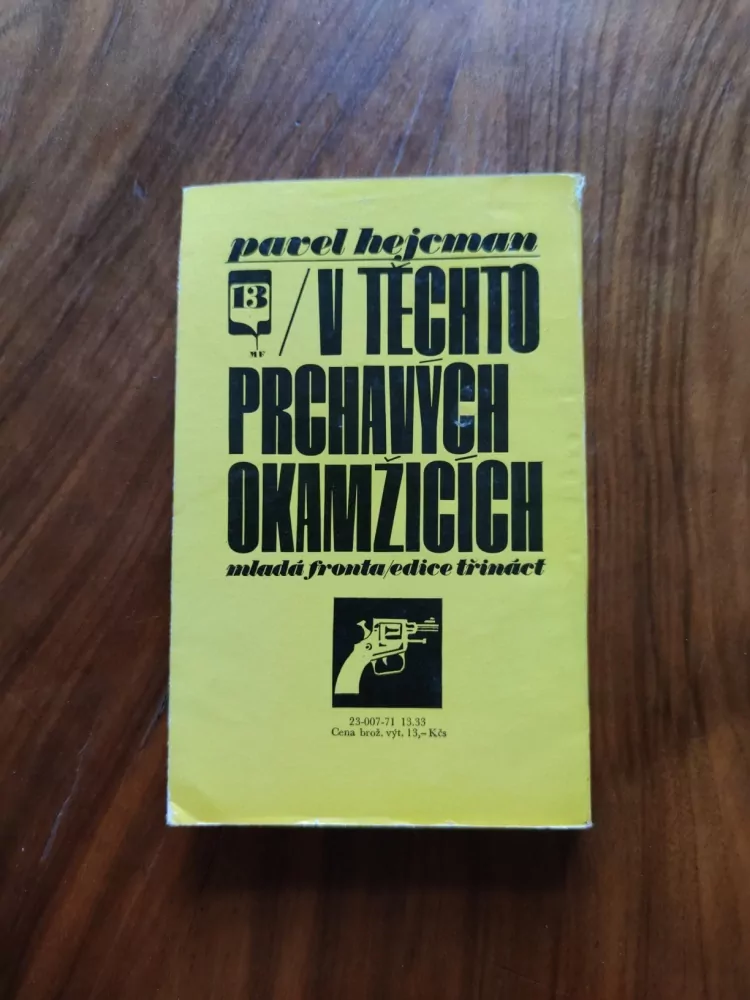 pavel hejcman
13 / V TĚCHTO
MF
PRCHAVÝCH
OKAMŽICÍCH
mladá fronta/edice třináct
23-007-71 13.33
Cena brož. výt. 13,– Kčs